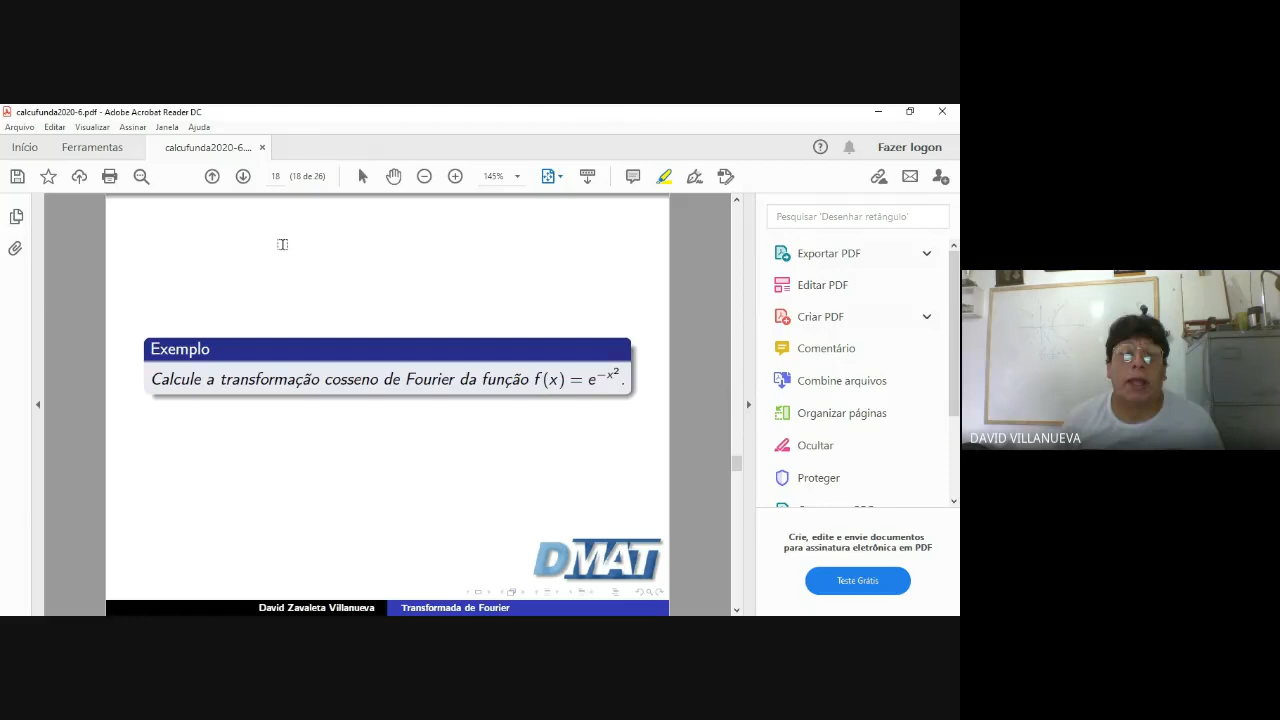 calcufunda2020-6.pdf - Adobe Acrobat Reader DC
Arquivo Editar Visualizar Assinar Janela Ajuda
Início Ferramentas calcufunda2020-6.... × Fazer logon
18 (18 de 26) 145%
Pesquisar 'Desenhar retângulo'
Exportar PDF
Editar PDF
Criar PDF
Comentário
Combine arquivos
Organizar páginas
Ocultar
Proteger
Crie, edite e envie documentos
para assinatura eletrônica em PDF
Teste Grátis
Exemplo
Calcule a transformação cosseno de Fourier da função f(x) = e^{−x²}.
DMAT
David Zavaleta Villanueva Transformada de Fourier
DAVID VILLANUEVA